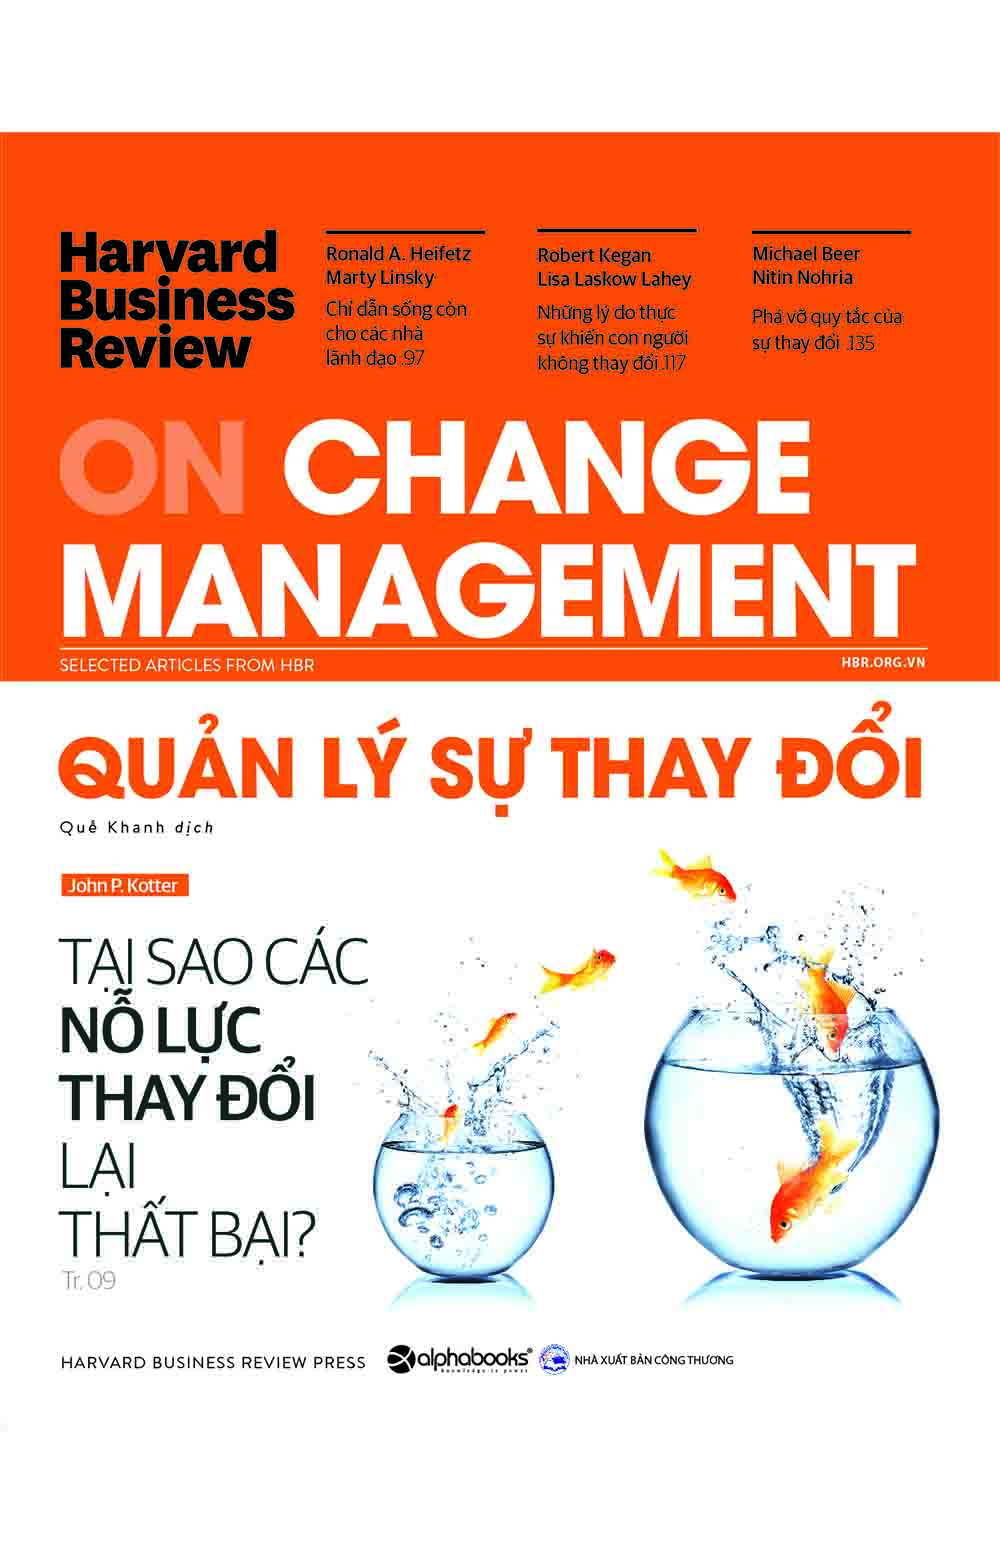 Harvard
Business
Review
Ronald A. Heifetz
Marty Linsky
Chỉ dẫn sống còn
cho các nhà
lãnh đạo .97
Robert Kegan
Lisa Laskow Lahey
Những lý do thực
sự khiến con người
không thay đổi .117
Michael Beer
Nitin Nohria
Phá vỡ quy tắc của
sự thay đổi .135
ON CHANGE
MANAGEMENT
SELECTED ARTICLES FROM HBR
HBR.ORG.VN
QUẢN LÝ SỰ THAY ĐỔI
Quế Khanh dịch
John P. Kotter
TẠI SAO CÁC
NỖ LỰC
THAY ĐỔI
LẠI
THẤT BẠI?
Tr. 09
HARVARD BUSINESS REVIEW PRESS
alphabooks®
knowledge is power
NHÀ XUẤT BẢN CÔNG THƯƠNG